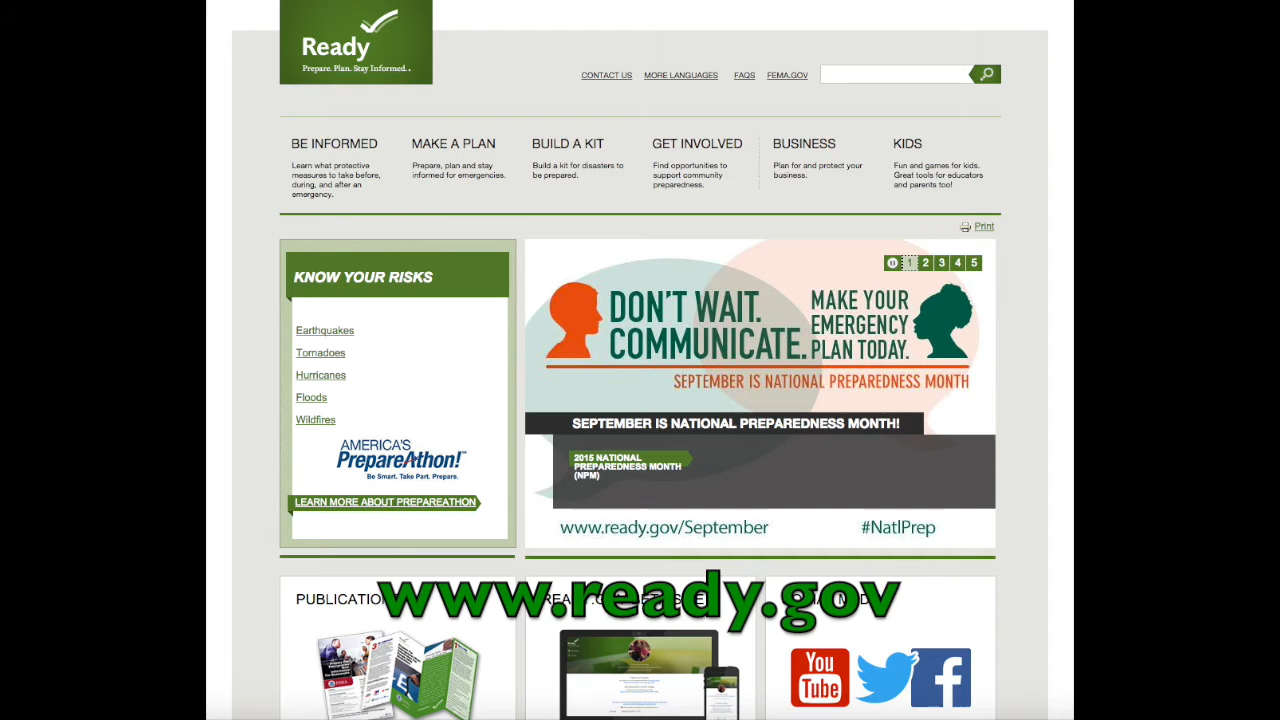 Ready
Prepare. Plan. Stay Informed.
CONTACT US MORE LANGUAGES FAQS FEMA.GOV
BE INFORMED
Learn what protective
measures to take before,
during, and after an
emergency.
MAKE A PLAN
Prepare, plan and stay
informed for emergencies.
BUILD A KIT
Build a kit for disasters to
be prepared.
GET INVOLVED
Find opportunities to
support community
preparedness.
BUSINESS
Plan for and protect your
business.
KIDS
Fun and games for kids.
Great tools for educators
and parents too!
Print
KNOW YOUR RISKS
Earthquakes
Tornadoes
Hurricanes
Floods
Wildfires
AMERICA'S
PrepareAthon!™
Be Smart. Take Part. Prepare.
LEARN MORE ABOUT PREPAREATHON
1 2 3 4 5
DON'T WAIT.
COMMUNICATE.
MAKE YOUR
EMERGENCY
PLAN TODAY.
SEPTEMBER IS NATIONAL PREPAREDNESS MONTH
SEPTEMBER IS NATIONAL PREPAREDNESS MONTH!
2015 NATIONAL
PREPAREDNESS MONTH
(NPM)
www.ready.gov/September #NatlPrep
www.ready.gov
You
Tube